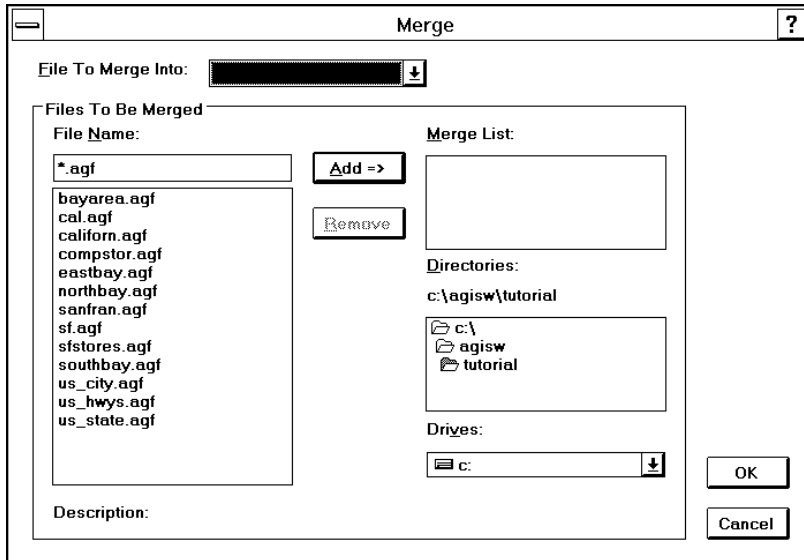 Merge
?
File To Merge Into:
Files To Be Merged
File Name:
*.agf
bayarea.agf
cal.agf
californ.agf
compstor.agf
eastbay.agf
northbay.agf
sanfran.agf
sf.agf
sfstores.agf
southbay.agf
us_city.agf
us_hwys.agf
us_state.agf
Description:
Add =>
Remove
Merge List:
Directories:
c:\agisw\tutorial
c:\
agisw
tutorial
Drives:
c:
OK
Cancel